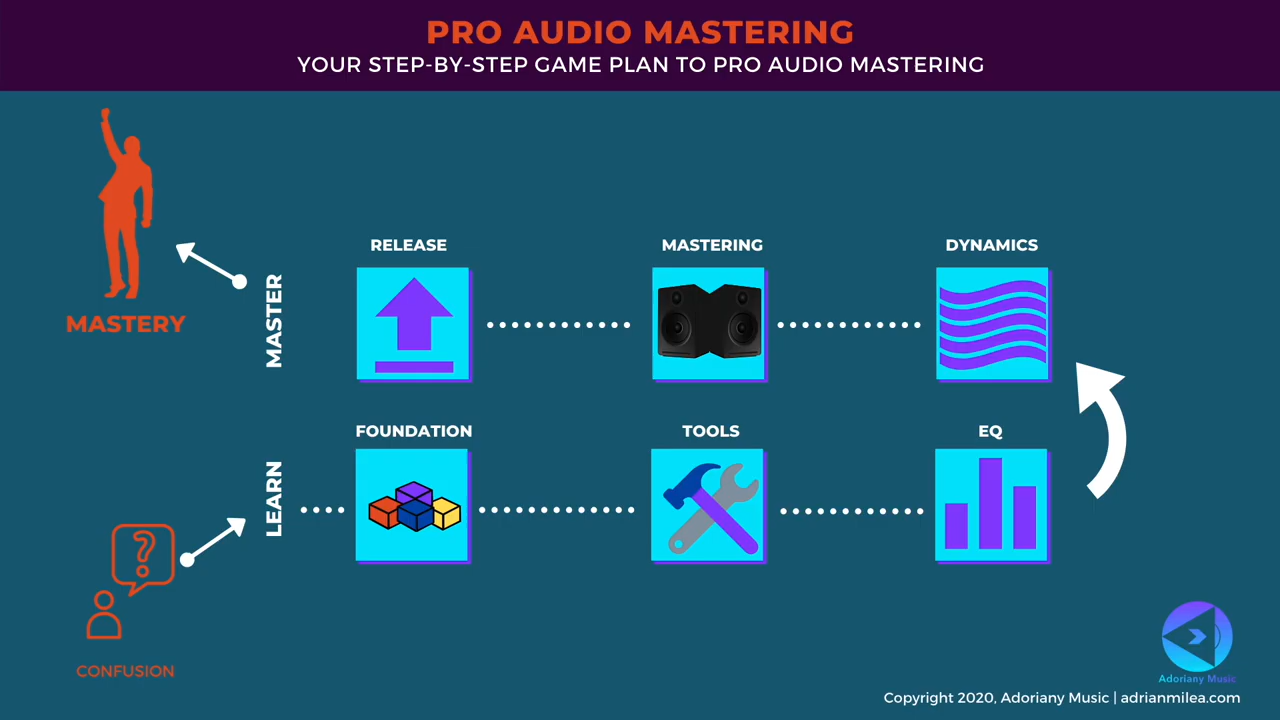 PRO AUDIO MASTERING
YOUR STEP-BY-STEP GAME PLAN TO PRO AUDIO MASTERING
RELEASE
MASTERING
DYNAMICS
MASTER
MASTERY
FOUNDATION
TOOLS
EQ
LEARN
?
CONFUSION
Adoriany Music
Copyright 2020, Adoriany Music | adrianmilea.com